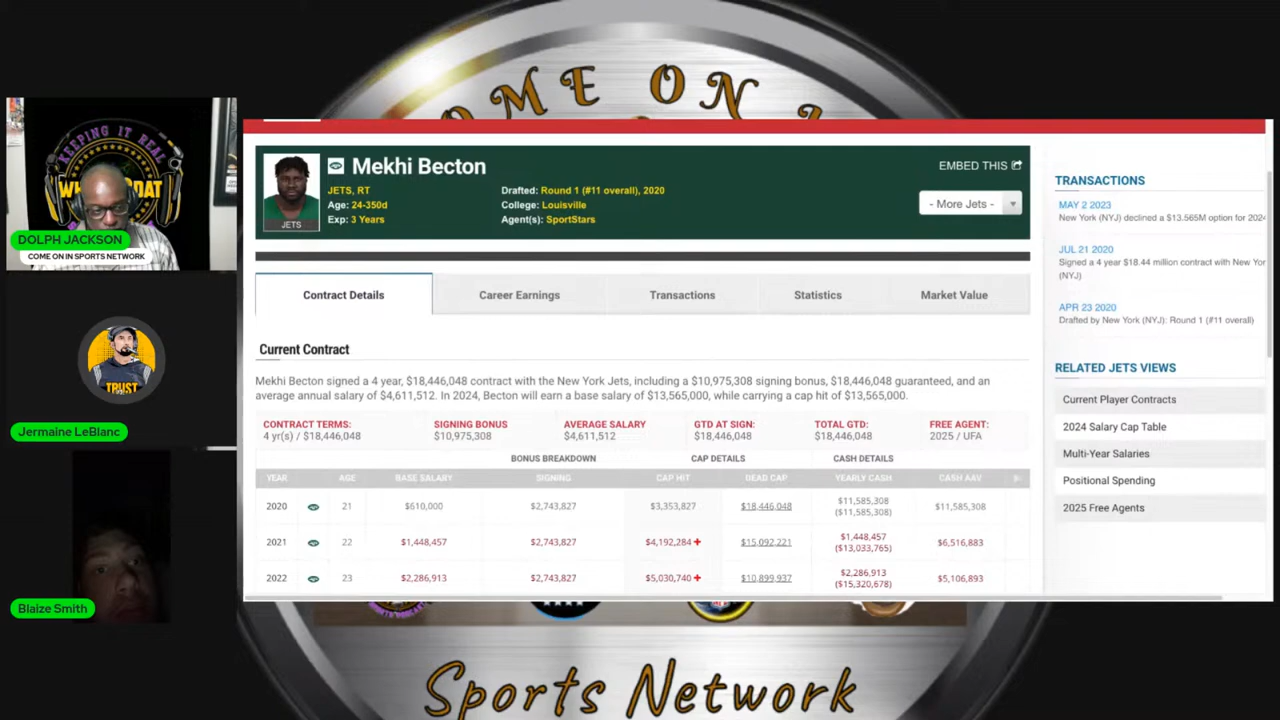 OME ON I
KEEPING IT REAL
DOLPH JACKSON
COME ON IN SPORTS NETWORK
TRUST
Jermaine LeBlanc
Blaize Smith
Mekhi Becton
JETS, RT
Age: 24-350d
Exp: 3 Years
JETS
Drafted: Round 1 (#11 overall), 2020
College: Louisville
Agent(s): SportStars
EMBED THIS
- More Jets -
Contract Details
Career Earnings
Transactions
Statistics
Market Value
Current Contract
Mekhi Becton signed a 4 year, $18,446,048 contract with the New York Jets, including a $10,975,308 signing bonus, $18,446,048 guaranteed, and an
average annual salary of $4,611,512. In 2024, Becton will earn a base salary of $13,565,000, while carrying a cap hit of $13,565,000.
CONTRACT TERMS: SIGNING BONUS AVERAGE SALARY GTD AT SIGN: TOTAL GTD: FREE AGENT:
4 yr(s) / $18,446,048 $10,975,308 $4,611,512 $18,446,048 $18,446,048 2025 / UFA
BONUS BREAKDOWN CAP DETAILS CASH DETAILS
YEAR AGE BASE SALARY SIGNING CAP HIT DEAD CAP YEARLY CASH CASH AAV
2020 21 $610,000 $2,743,827 $3,353,827 $18,446,048 $11,585,308 $11,585,308
($11,585,308)
2021 22 $1,448,457 $2,743,827 $4,192,284 + $15,092,221 $1,448,457 $6,516,883
($13,033,765)
2022 23 $2,286,913 $2,743,827 $5,030,740 + $10,899,937 $2,286,913 $5,106,893
($15,320,678)
TRANSACTIONS
MAY 2 2023
New York (NYJ) declined a $13.565M option for 2024
JUL 21 2020
Signed a 4 year $18.44 million contract with New Yor
(NYJ)
APR 23 2020
Drafted by New York (NYJ): Round 1 (#11 overall)
RELATED JETS VIEWS
Current Player Contracts
2024 Salary Cap Table
Multi-Year Salaries
Positional Spending
2025 Free Agents
Sports Network